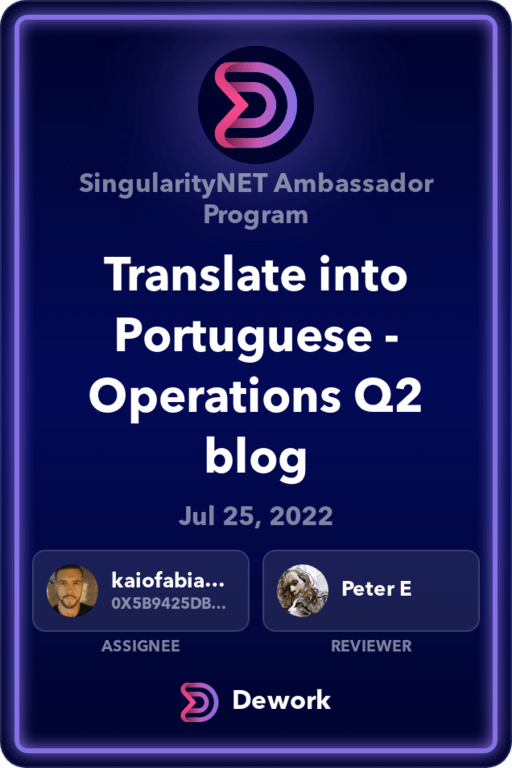 SingularityNET Ambassador
Program
Translate into
Portuguese -
Operations Q2
blog
Jul 25, 2022
kaiofabia...
0X5B9425DB...
ASSIGNEE
Peter E
REVIEWER
Dework